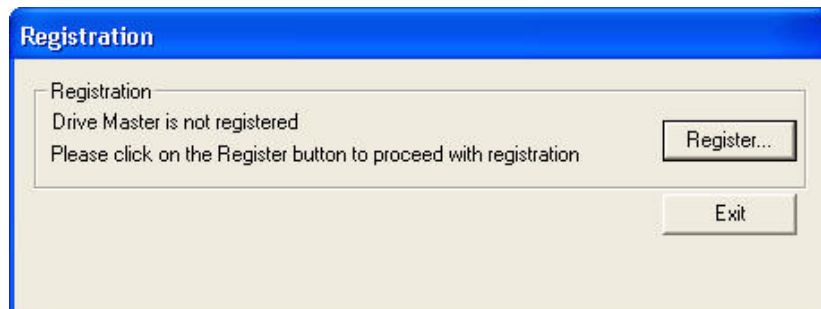 Registration
Registration
Drive Master is not registered
Please click on the Register button to proceed with registration
Register...
Exit